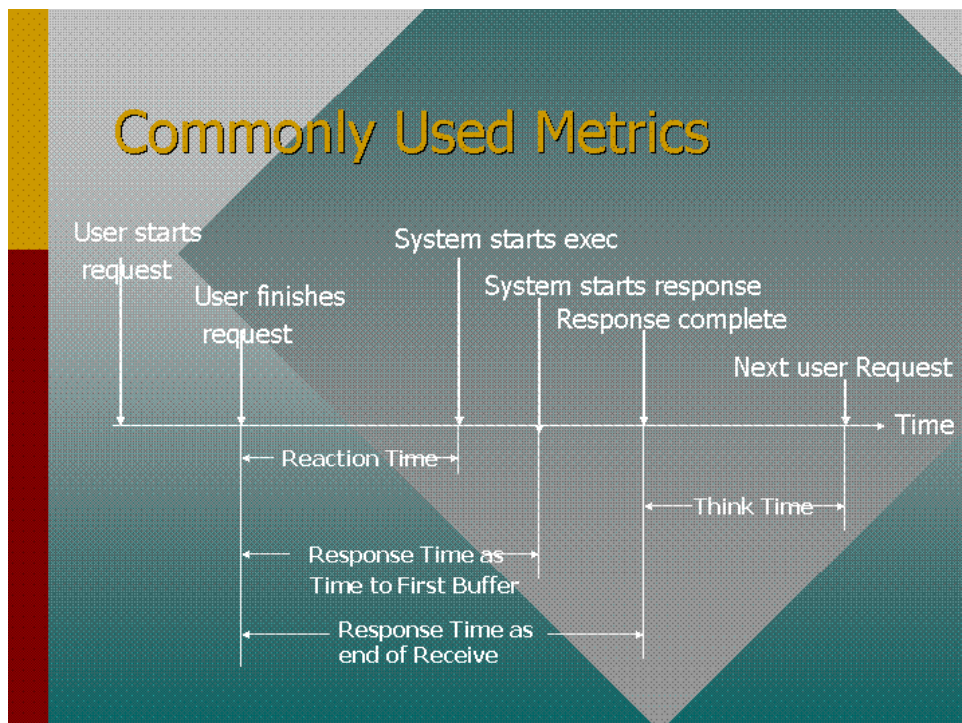 Commonly Used Metrics
User starts
request
System starts exec
User finishes
request
System starts response
Response complete
Next user Request
Time
Reaction Time
Think Time
Response Time as
Time to First Buffer
Response Time as
end of Receive